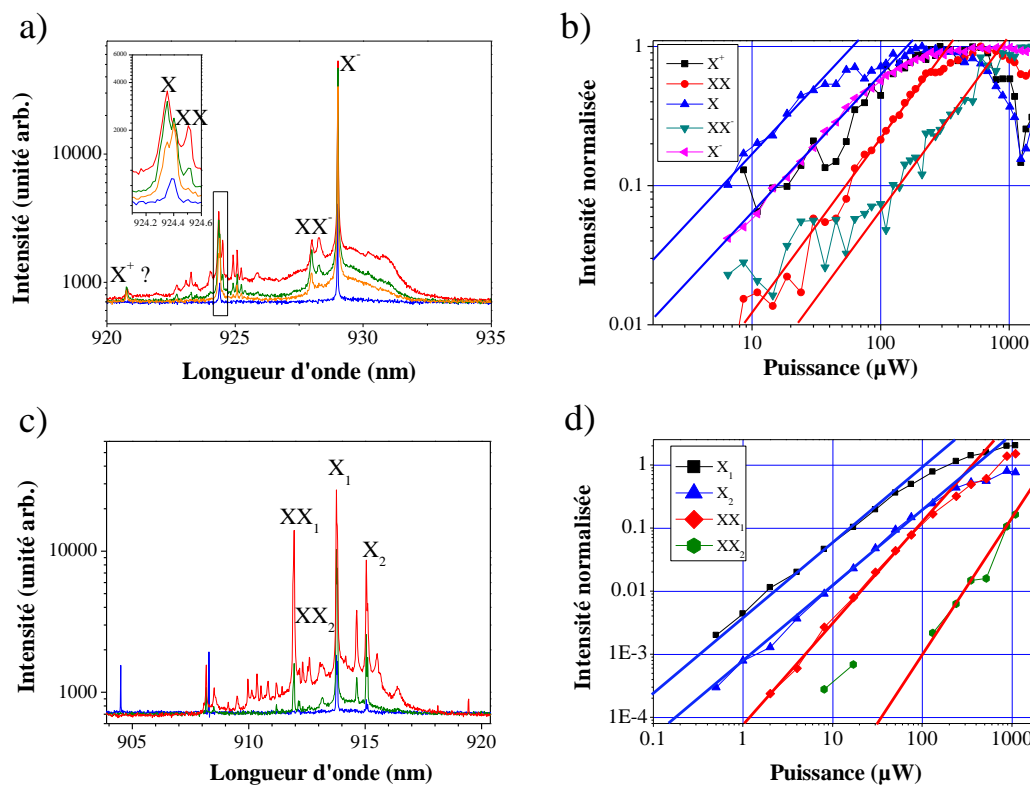 a)
Intensité (unité arb.)
10000
1000
6000
4000
2000
X
XX
924.2 924.4 924.6
X⁺ ?
XX⁻
X⁻
920 925 930 935
Longueur d'onde (nm)
b)
Intensité normalisée
1
0.1
0.01
X⁺
XX
X
XX⁻
X⁻
10 100 1000
Puissance (µW)
c)
Intensité (unité arb.)
10000
1000
XX₁
XX₂
X₁
X₂
905 910 915 920
Longueur d'onde (nm)
d)
Intensité normalisée
1
0.1
0.01
1E-3
1E-4
X₁
X₂
XX₁
XX₂
0.1 1 10 100 1000
Puissance (µW)